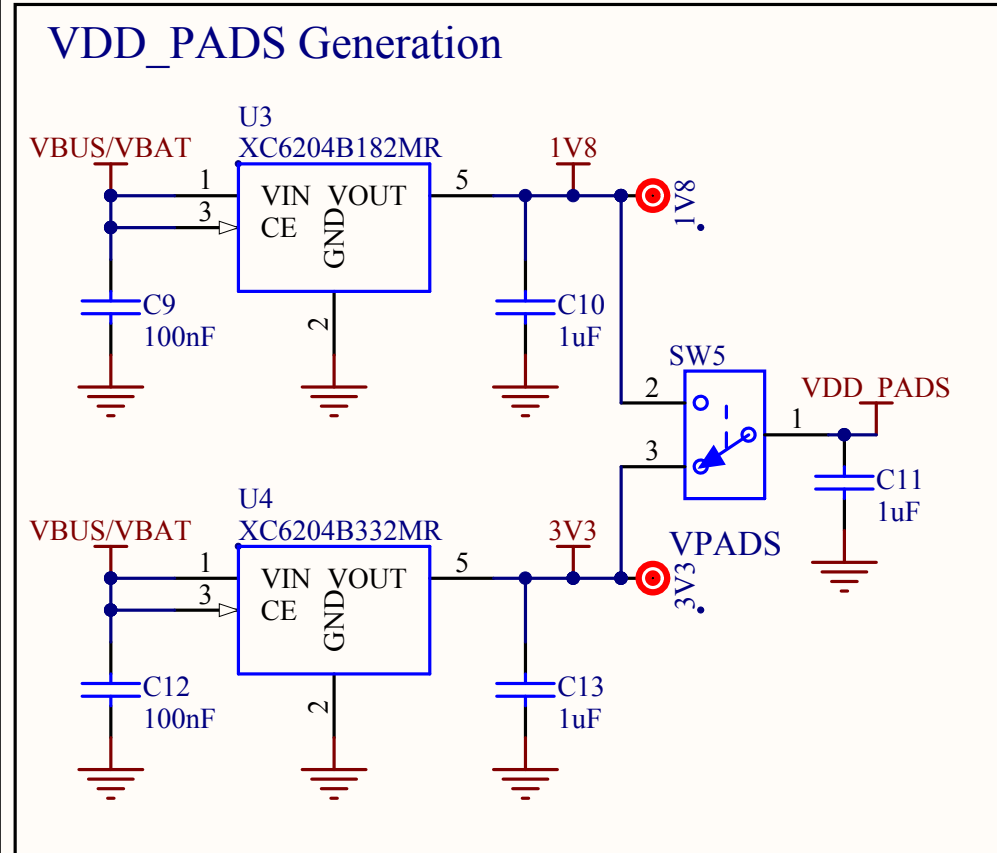 VDD_PADS Generation
U3
XC6204B182MR
VBUS/VBAT
1V8
1
VIN
VOUT
5
3
CE
GND
1V8
2
C9
100nF
C10
1uF
SW5
2
VDD_PADS
1
3
C11
1uF
U4
XC6204B332MR
VBUS/VBAT
3V3
VPADS
1
VIN
VOUT
5
3
CE
GND
3V3
2
C12
100nF
C13
1uF